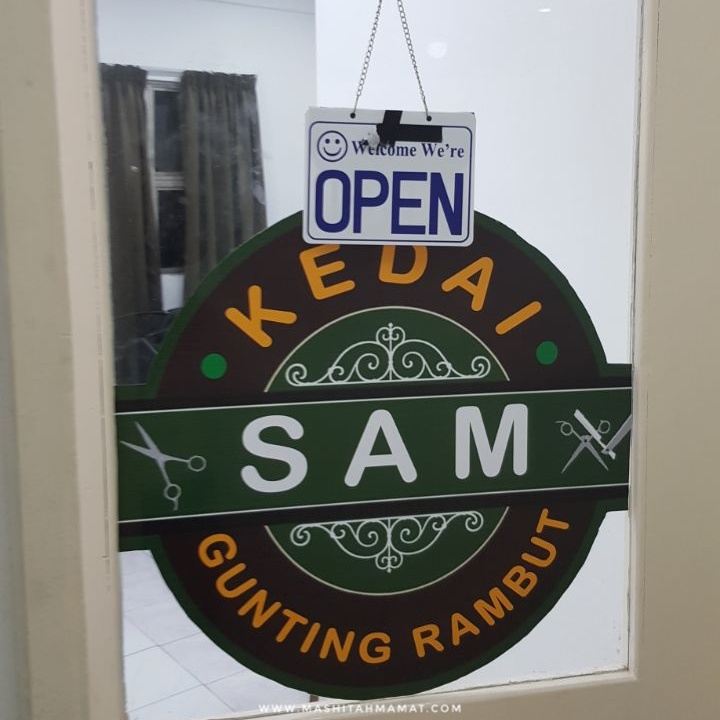 Welcome We're
OPEN
KEDAI
SAM
GUNTING RAMBUT
WWW.MASHITAHMAMAT.COM